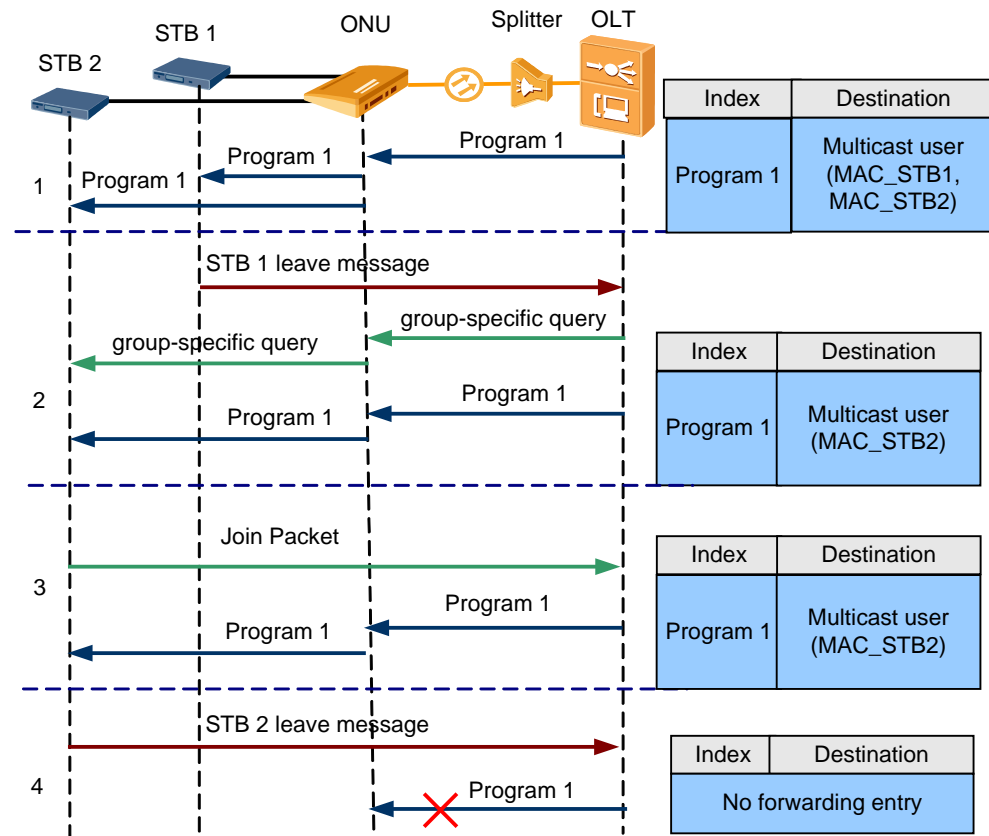 STB 2
STB 1
ONU
Splitter
OLT
Index
Destination
Program 1
Multicast user
(MAC_STB1,
MAC_STB2)
1
Program 1
Program 1
Program 1
STB 1 leave message
group-specific query
group-specific query
2
Program 1
Program 1
Index
Destination
Program 1
Multicast user
(MAC_STB2)
Join Packet
3
Program 1
Program 1
Index
Destination
Program 1
Multicast user
(MAC_STB2)
STB 2 leave message
4
Program 1
Index
Destination
No forwarding entry